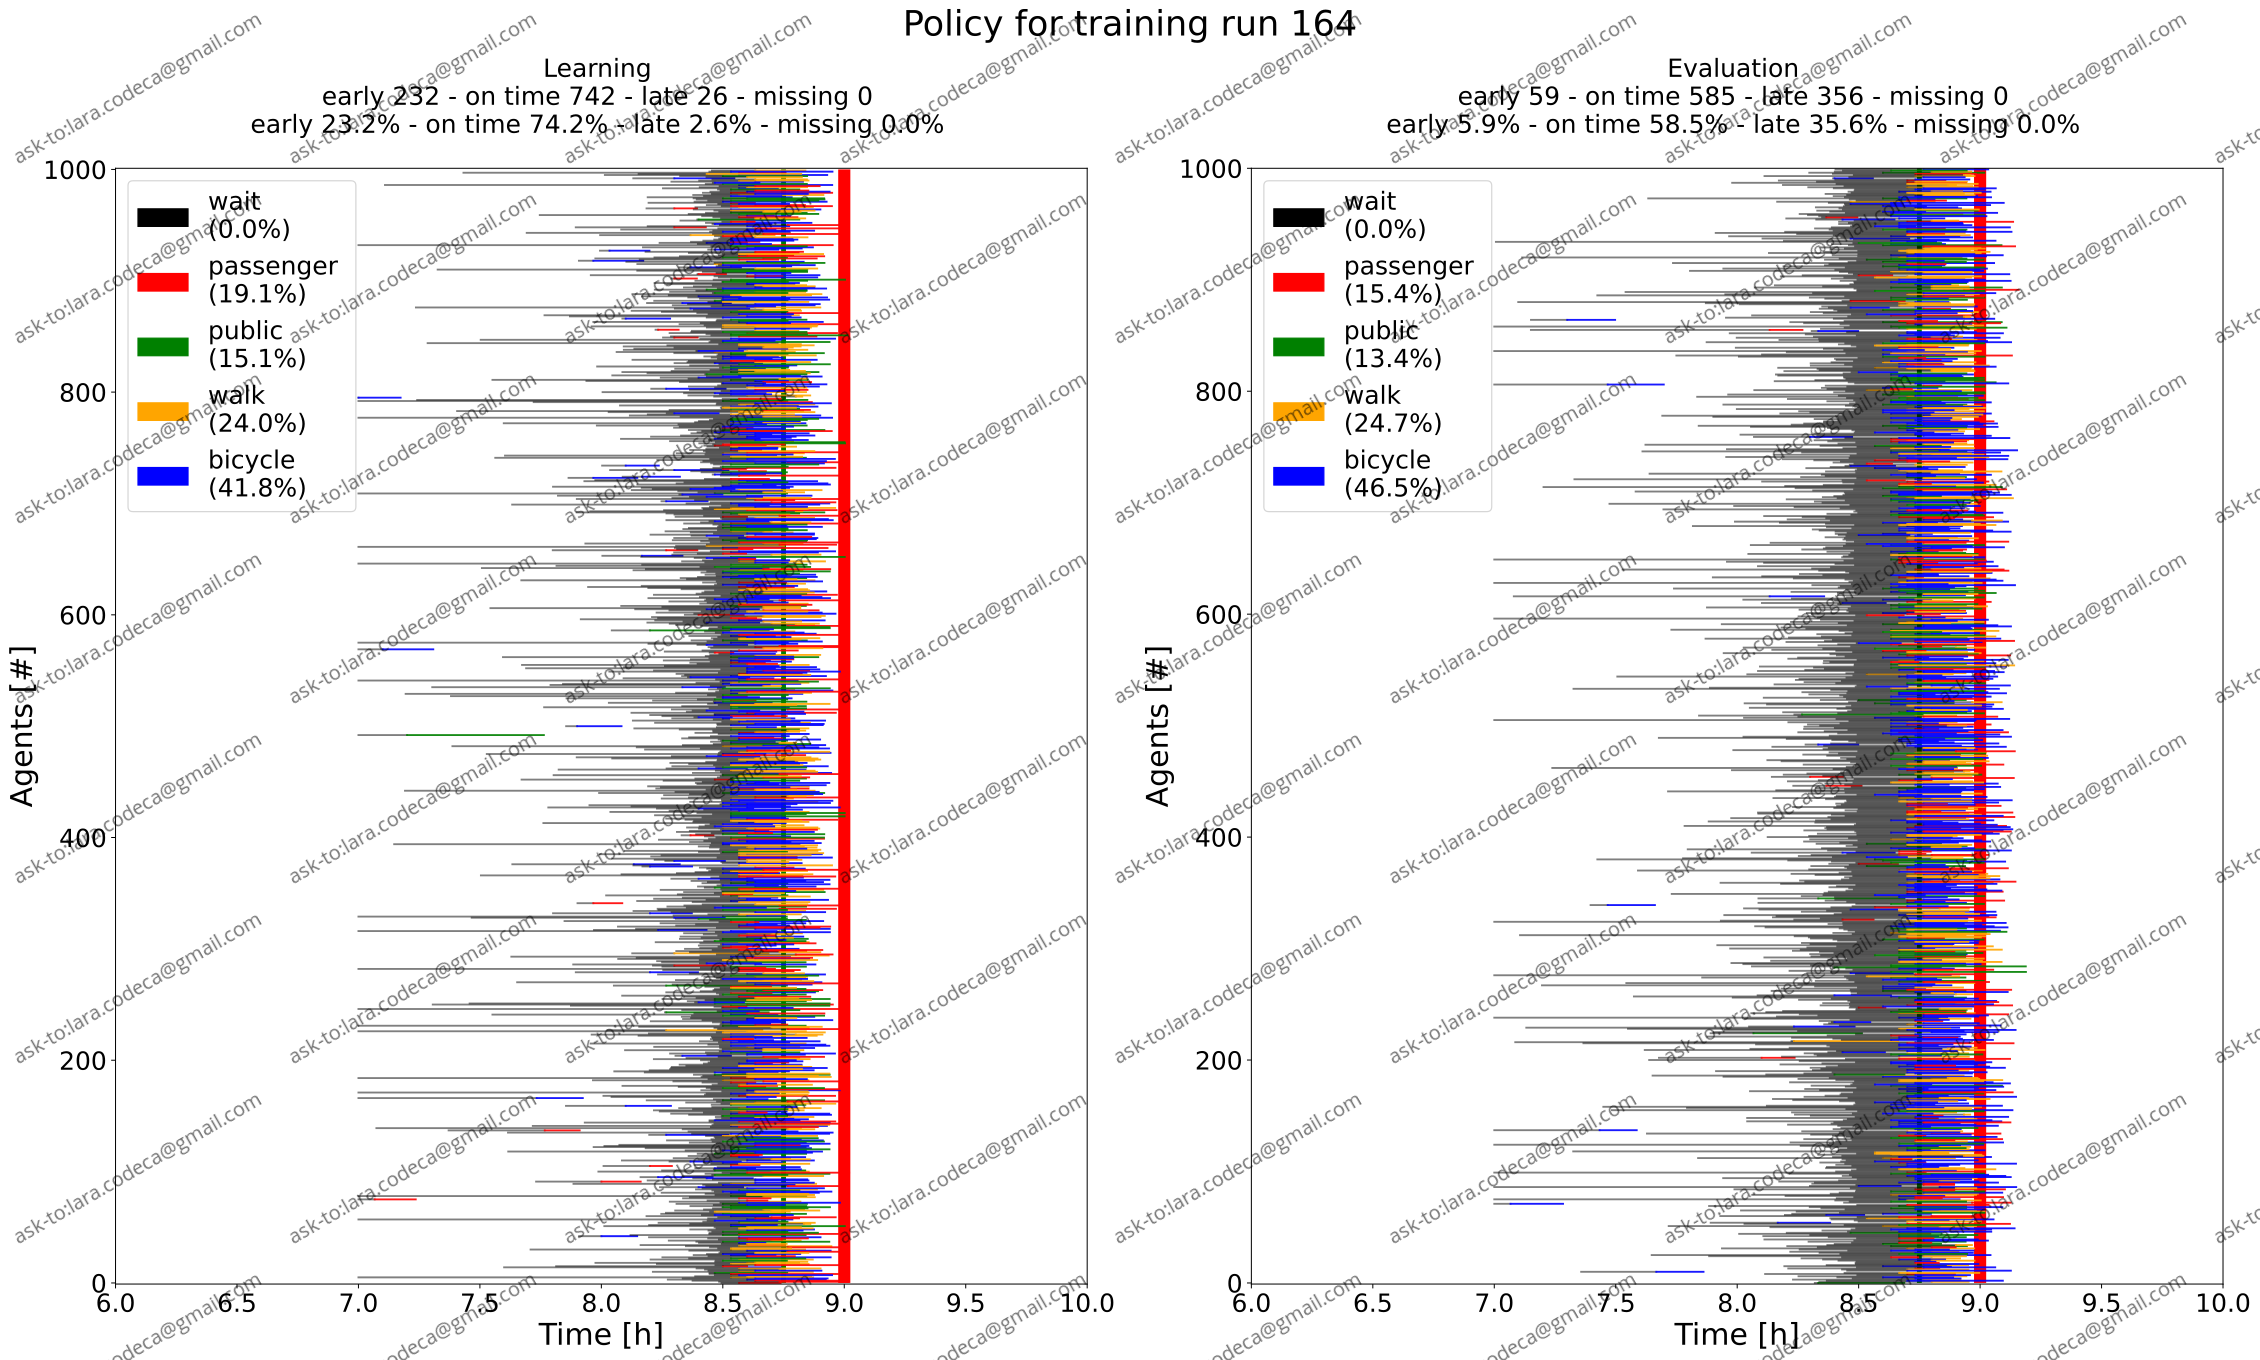 Policy for training run 164
Learning
early 232 - on time 742 - late 26 - missing 0
early 23.2% - on time 74.2% - late 2.6% - missing 0.0%
1000
800
600
400
200
0
Agents [#]
wait
(0.0%)
passenger
(19.1%)
public
(15.1%)
walk
(24.0%)
bicycle
(41.8%)
6.0 6.5 7.0 7.5 8.0 8.5 9.0 9.5 10.0
Time [h]
Evaluation
early 59 - on time 585 - late 356 - missing 0
early 5.9% - on time 58.5% - late 35.6% - missing 0.0%
1000
800
600
400
200
0
Agents [#]
wait
(0.0%)
passenger
(15.4%)
public
(13.4%)
walk
(24.7%)
bicycle
(46.5%)
6.0 6.5 7.0 7.5 8.0 8.5 9.0 9.5 10.0
Time [h]
ask-to:lara.codeca@gmail.com